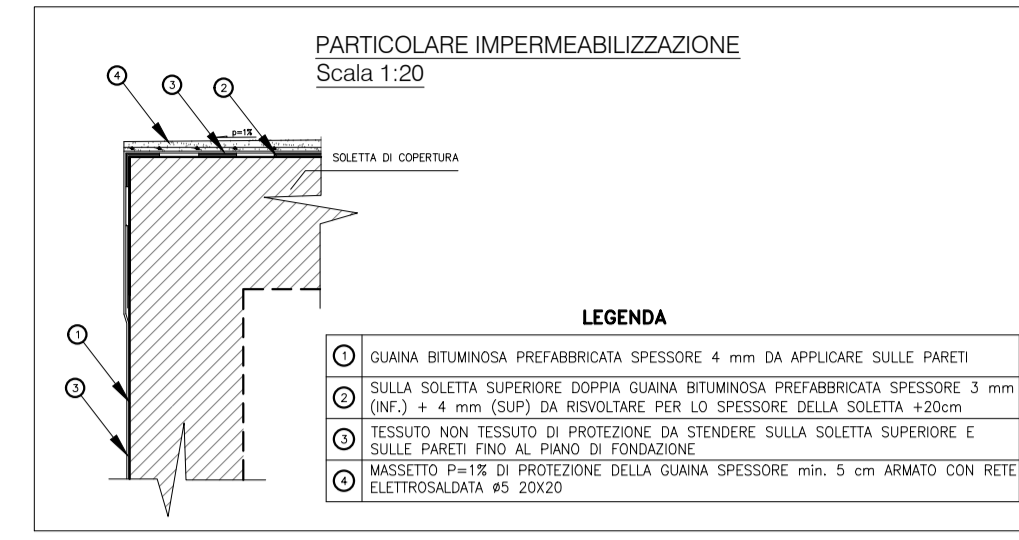 PARTICOLARE IMPERMEABILIZZAZIONE
Scala 1:20
4
3
2
p=1%
SOLETTA DI COPERTURA
1
3
LEGENDA
1 GUAINA BITUMINOSA PREFABBRICATA SPESSORE 4 mm DA APPLICARE SULLE PARETI
2 SULLA SOLETTA SUPERIORE DOPPIA GUAINA BITUMINOSA PREFABBRICATA SPESSORE 3 mm
(INF.) + 4 mm (SUP) DA RISVOLTARE PER LO SPESSORE DELLA SOLETTA +20cm
3 TESSUTO NON TESSUTO DI PROTEZIONE DA STENDERE SULLA SOLETTA SUPERIORE E
SULLE PARETI FINO AL PIANO DI FONDAZIONE
4 MASSETTO P=1% DI PROTEZIONE DELLA GUAINA SPESSORE min. 5 cm ARMATO CON RETE
ELETTROSALDATA Ø5 20X20